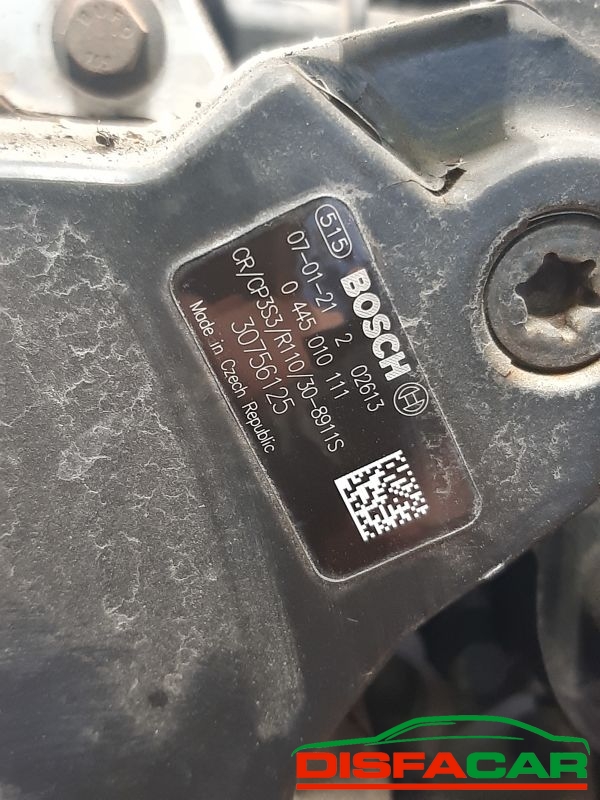 515 BOSCH
07-01-21 2 02613
0 445 010 111
CR/CP3S3/R110/30-8911S
30756125
Made in Czech Republic
DISFACAR